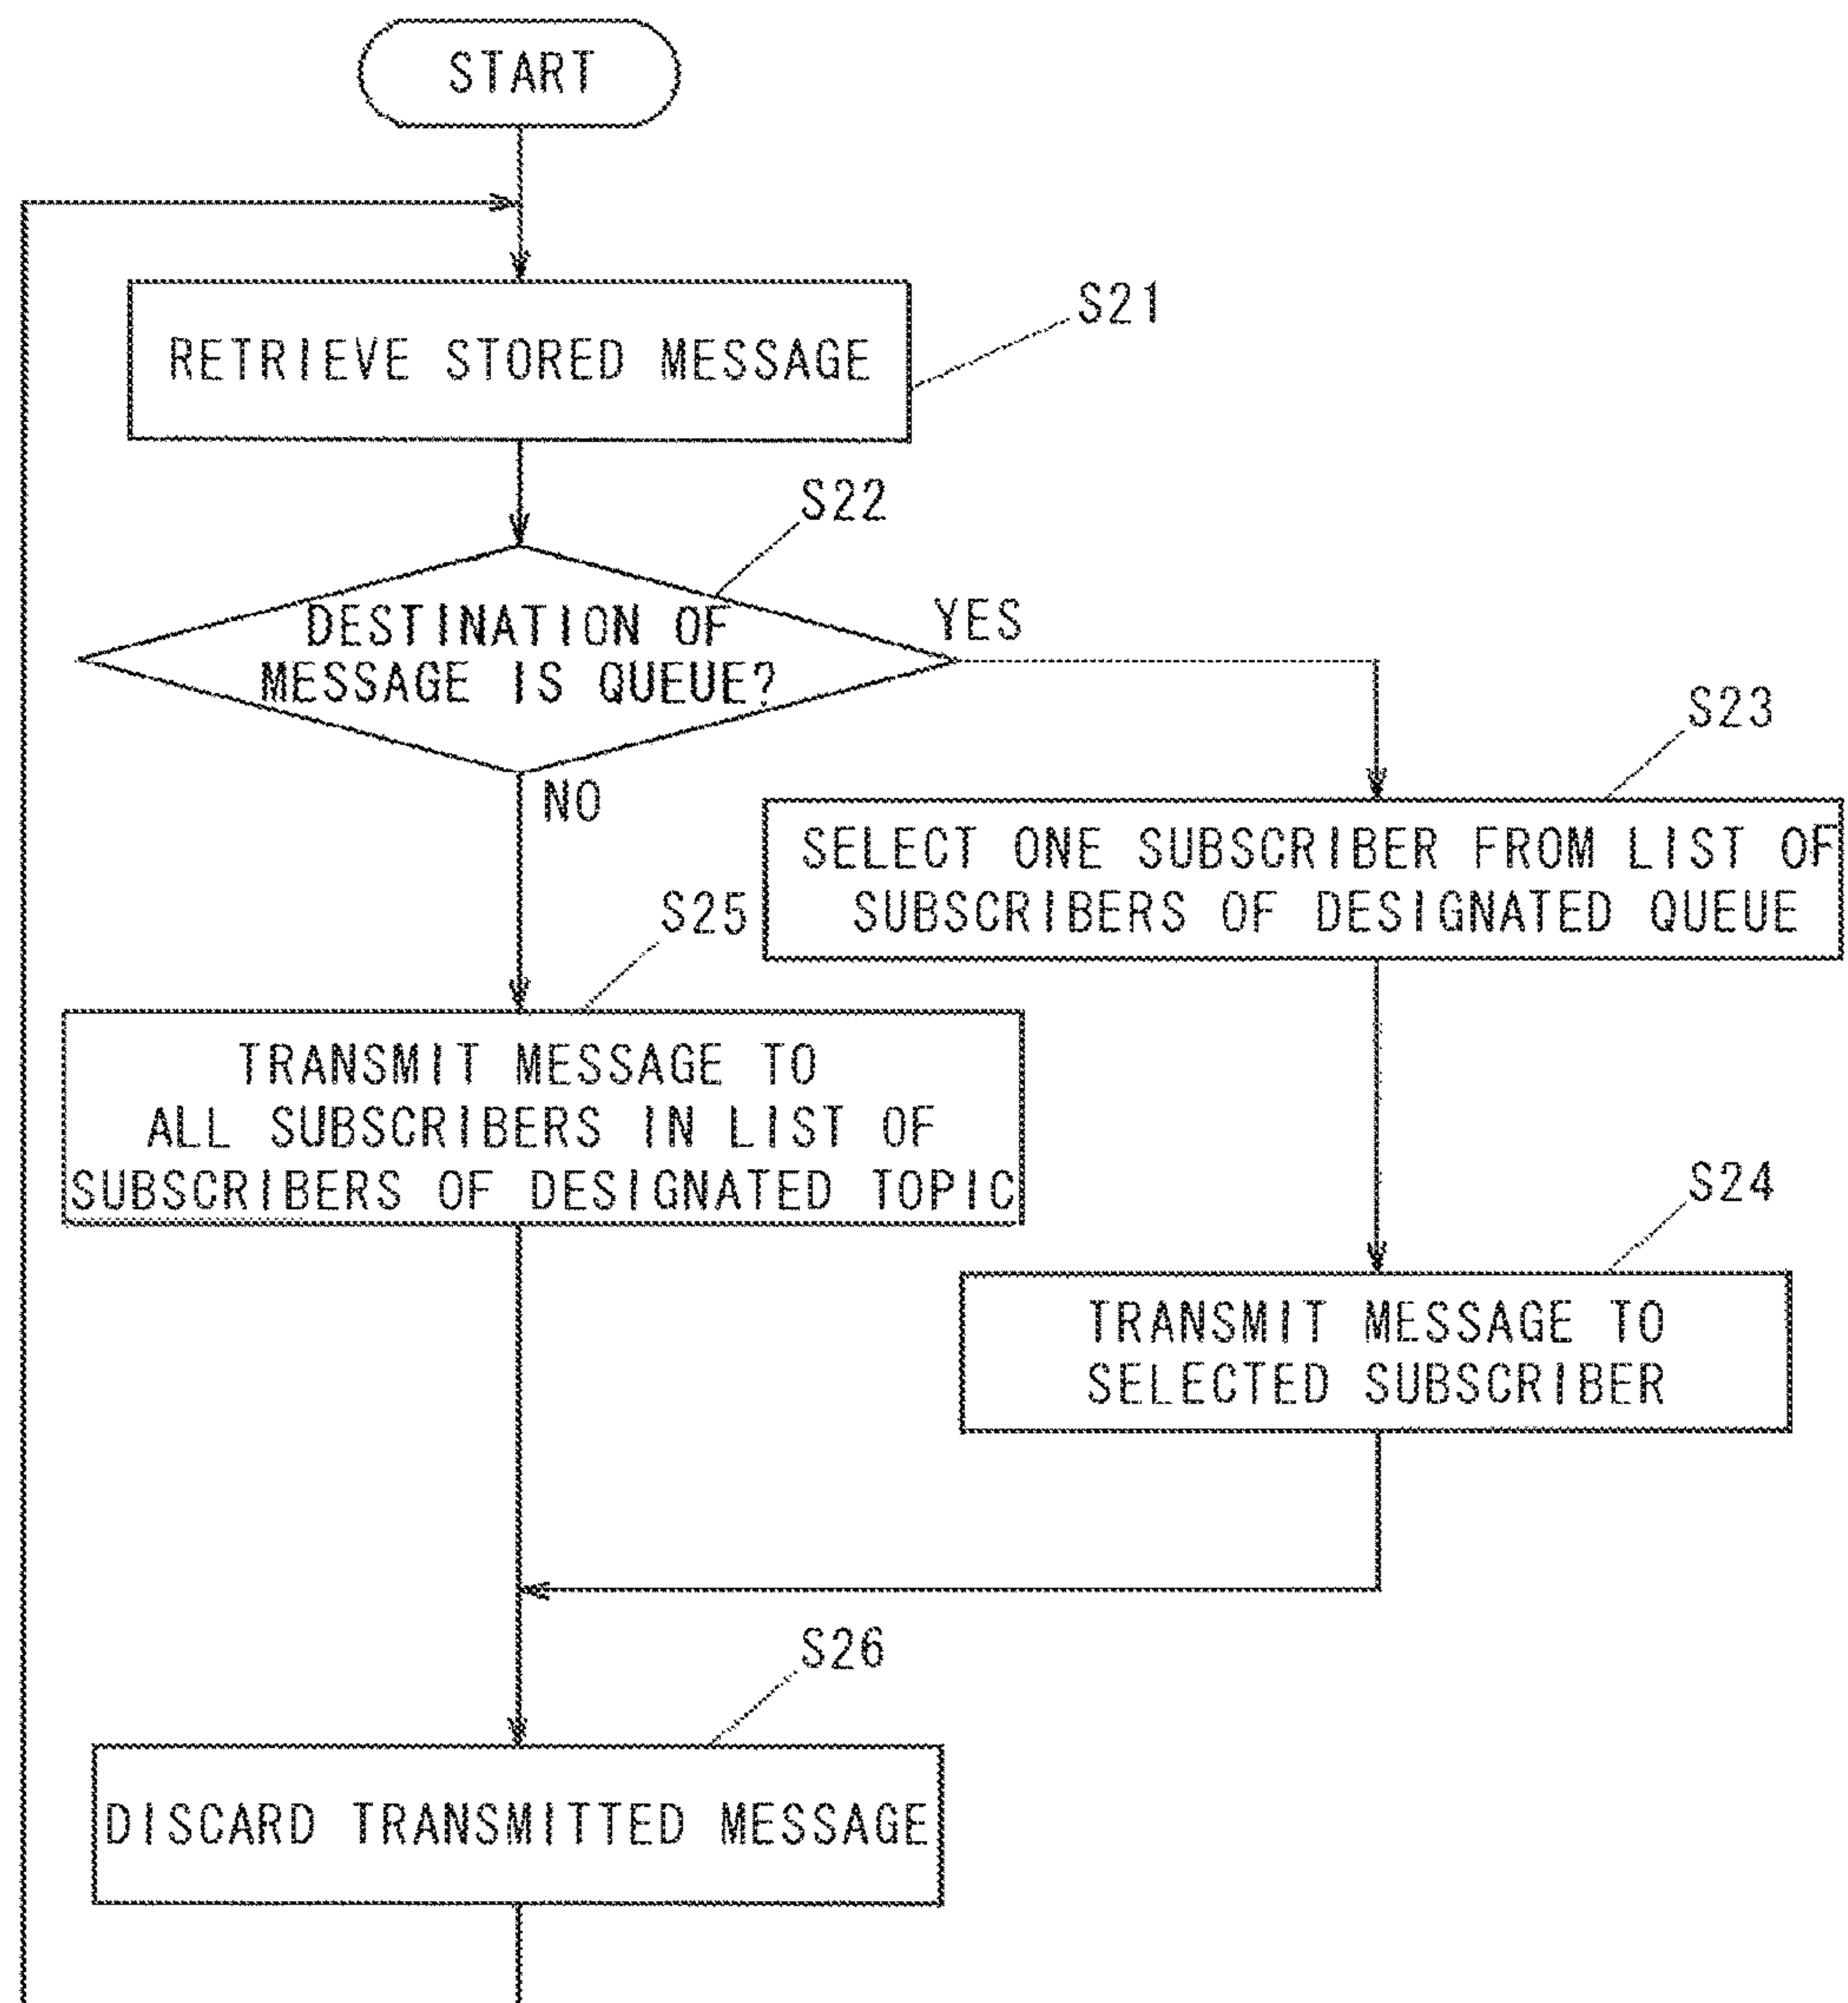 START
RETRIEVE STORED MESSAGE
S21
S22
DESTINATION OF
MESSAGE IS QUEUE?
YES
NO
S23
SELECT ONE SUBSCRIBER FROM LIST OF
SUBSCRIBERS OF DESIGNATED QUEUE
S25
TRANSMIT MESSAGE TO
ALL SUBSCRIBERS IN LIST OF
SUBSCRIBERS OF DESIGNATED TOPIC
S24
TRANSMIT MESSAGE TO
SELECTED SUBSCRIBER
S26
DISCARD TRANSMITTED MESSAGE